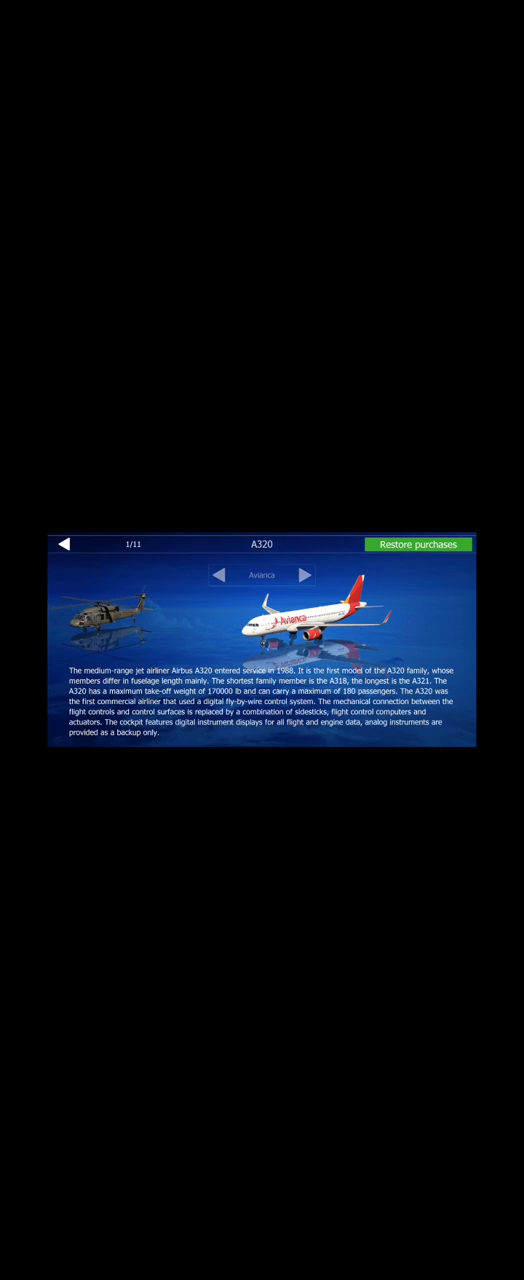 1/11
A320
Restore purchases
Avianca
Avianca
The medium-range jet airliner Airbus A320 entered service in 1988. It is the first model of the A320 family, whose
members differ in fuselage length mainly. The shortest family member is the A318, the longest is the A321. The
A320 has a maximum take-off weight of 170000 lb and can carry a maximum of 180 passengers. The A320 was
the first commercial airliner that used a digital fly-by-wire control system. The mechanical connection between the
flight controls and control surfaces is replaced by a combination of sidesticks, flight control computers and
actuators. The cockpit features digital instrument displays for all flight and engine data, analog instruments are
provided as a backup only.